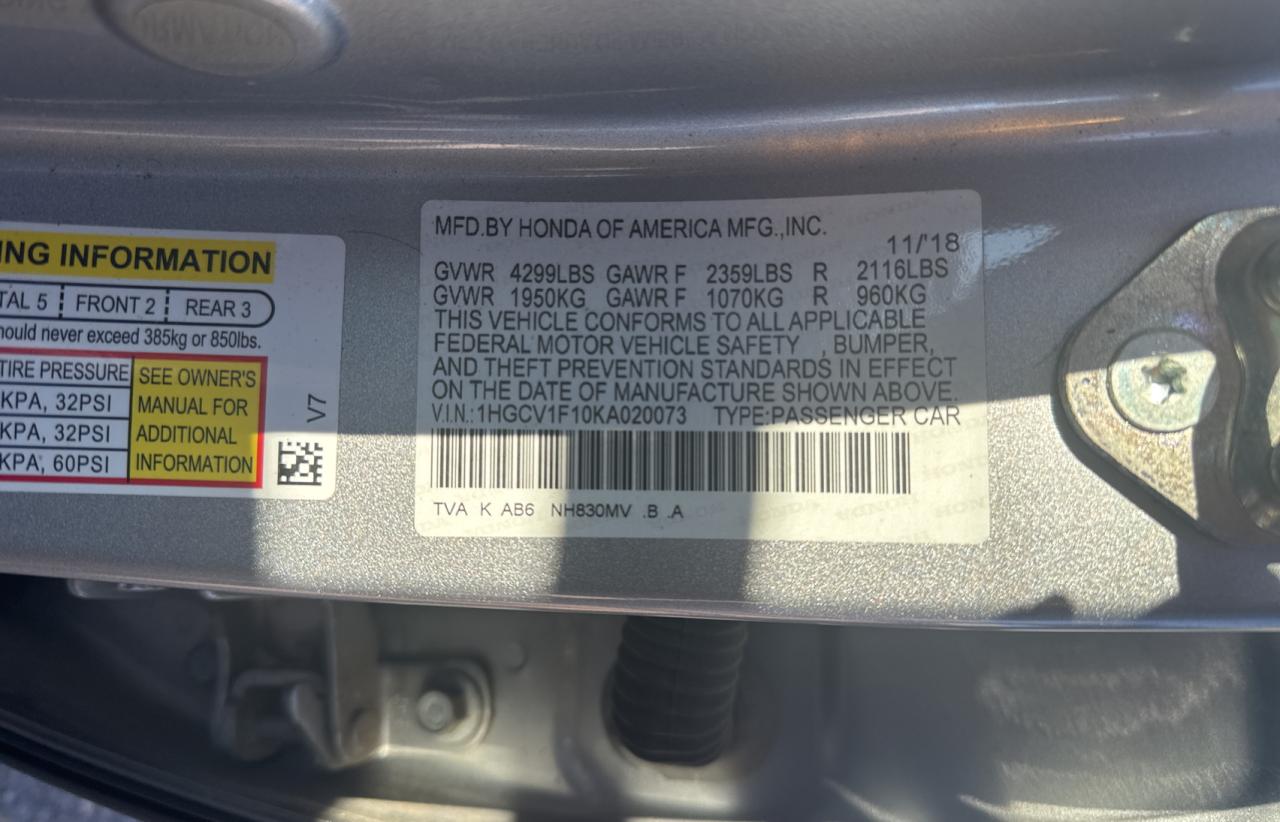 NG INFORMATION
TAL 5 FRONT 2 REAR 3
hould never exceed 385kg or 850lbs.
TIRE PRESSURE
KPA, 32PSI
KPA, 32PSI
KPA, 60PSI
SEE OWNER'S
MANUAL FOR
ADDITIONAL
INFORMATION
V7
MFD.BY HONDA OF AMERICA MFG.,INC.
11/'18
GVWR 4299LBS GAWR F 2359LBS R 2116LBS
GVWR 1950KG GAWR F 1070KG R 960KG
THIS VEHICLE CONFORMS TO ALL APPLICABLE
FEDERAL MOTOR VEHICLE SAFETY , BUMPER,
AND THEFT PREVENTION STANDARDS IN EFFECT
ON THE DATE OF MANUFACTURE SHOWN ABOVE.
V.I.N.:1HGCV1F10KA020073 TYPE:PASSENGER CAR
TVA K AB6 NH830MV .B .A